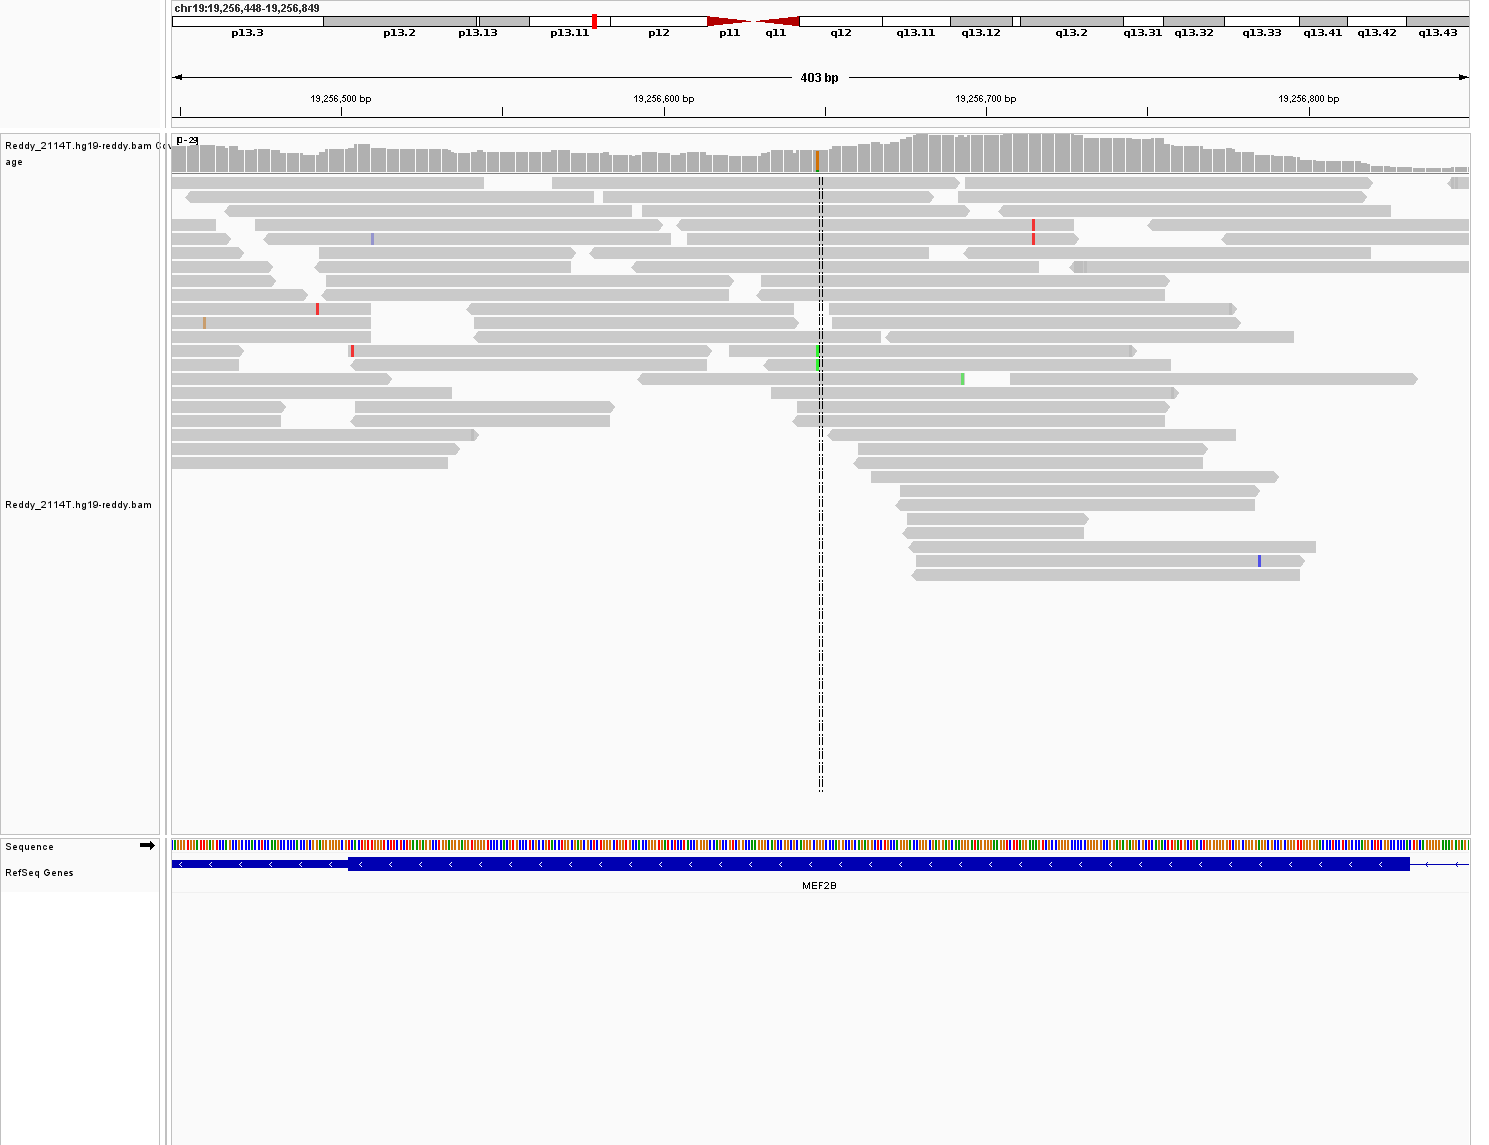 chr19:19,256,448-19,256,849
p13.3 p13.2 p13.13 p13.11 p12 p11 q11 q12 q13.11 q13.12 q13.2 q13.31 q13.32 q13.33 q13.41 q13.42 q13.43
403 bp
19,256,500 bp 19,256,600 bp 19,256,700 bp 19,256,800 bp
[0-29]
Reddy_2114T.hg19-reddy.bam Cov
age
Reddy_2114T.hg19-reddy.bam
Sequence
RefSeq Genes
MEF2B